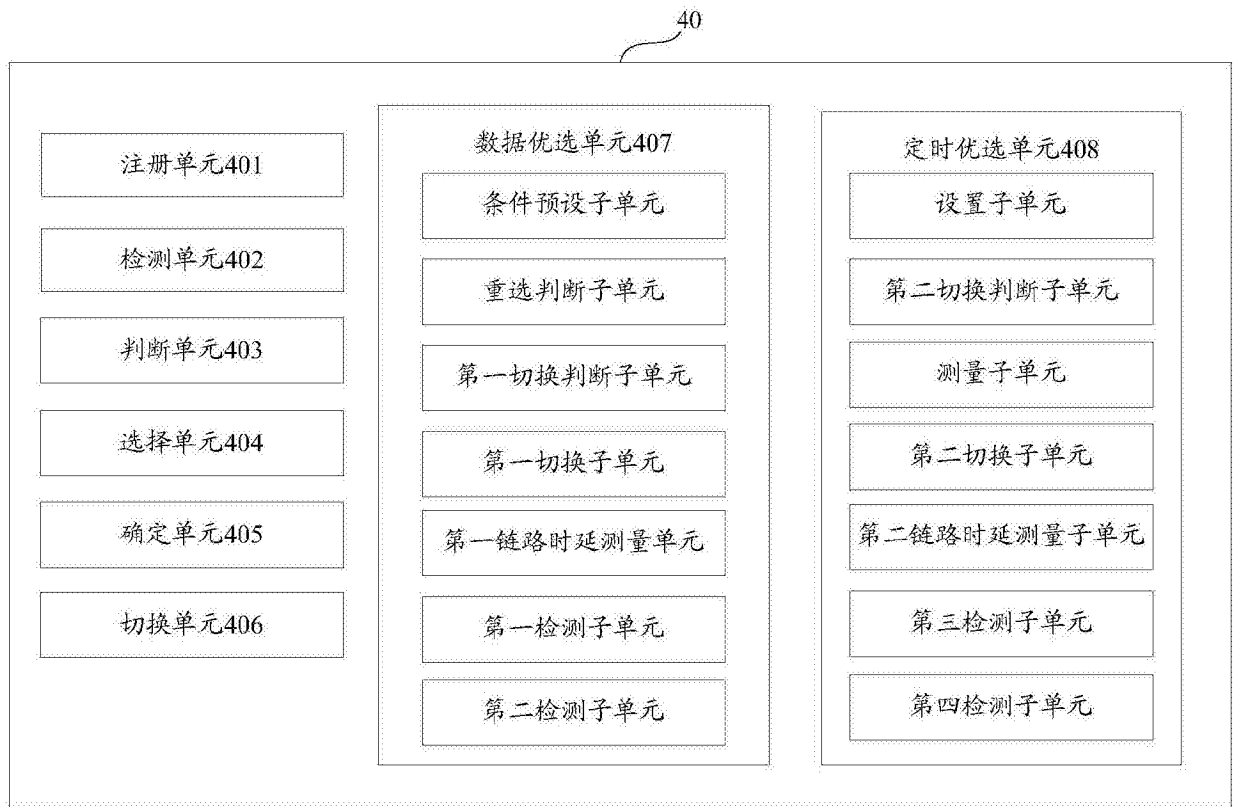 40
注册单元401
检测单元402
判断单元403
选择单元404
确定单元405
切换单元406
数据优选单元407
条件预设子单元
重选判断子单元
第一切换判断子单元
第一切换子单元
第一链路时延测量单元
第一检测子单元
第二检测子单元
定时优选单元408
设置子单元
第二切换判断子单元
测量子单元
第二切换子单元
第二链路时延测量子单元
第三检测子单元
第四检测子单元